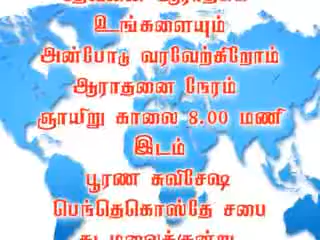 உங்களையும்
அன்போடு வரவேற்கிறோம்
ஆராதனை நேரம்
ஞாயிறு காலை 8.00 மணி
இடம்
பூரண சுவிசேஷ
பெந்தெகொஸ்தே சபை